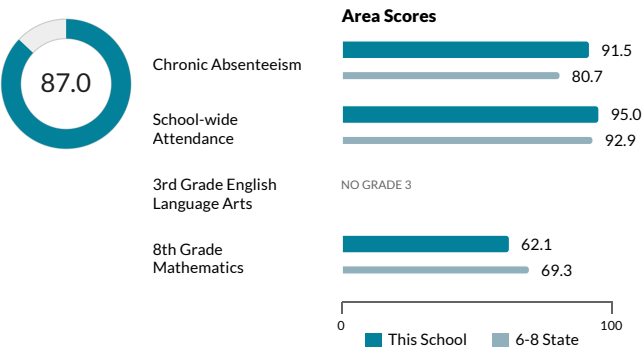 Area Scores
87.0
Chronic Absenteeism
91.5
80.7
School-wide
Attendance
95.0
92.9
3rd Grade English
Language Arts
NO GRADE 3
8th Grade
Mathematics
62.1
69.3
0
100
This School
6-8 State